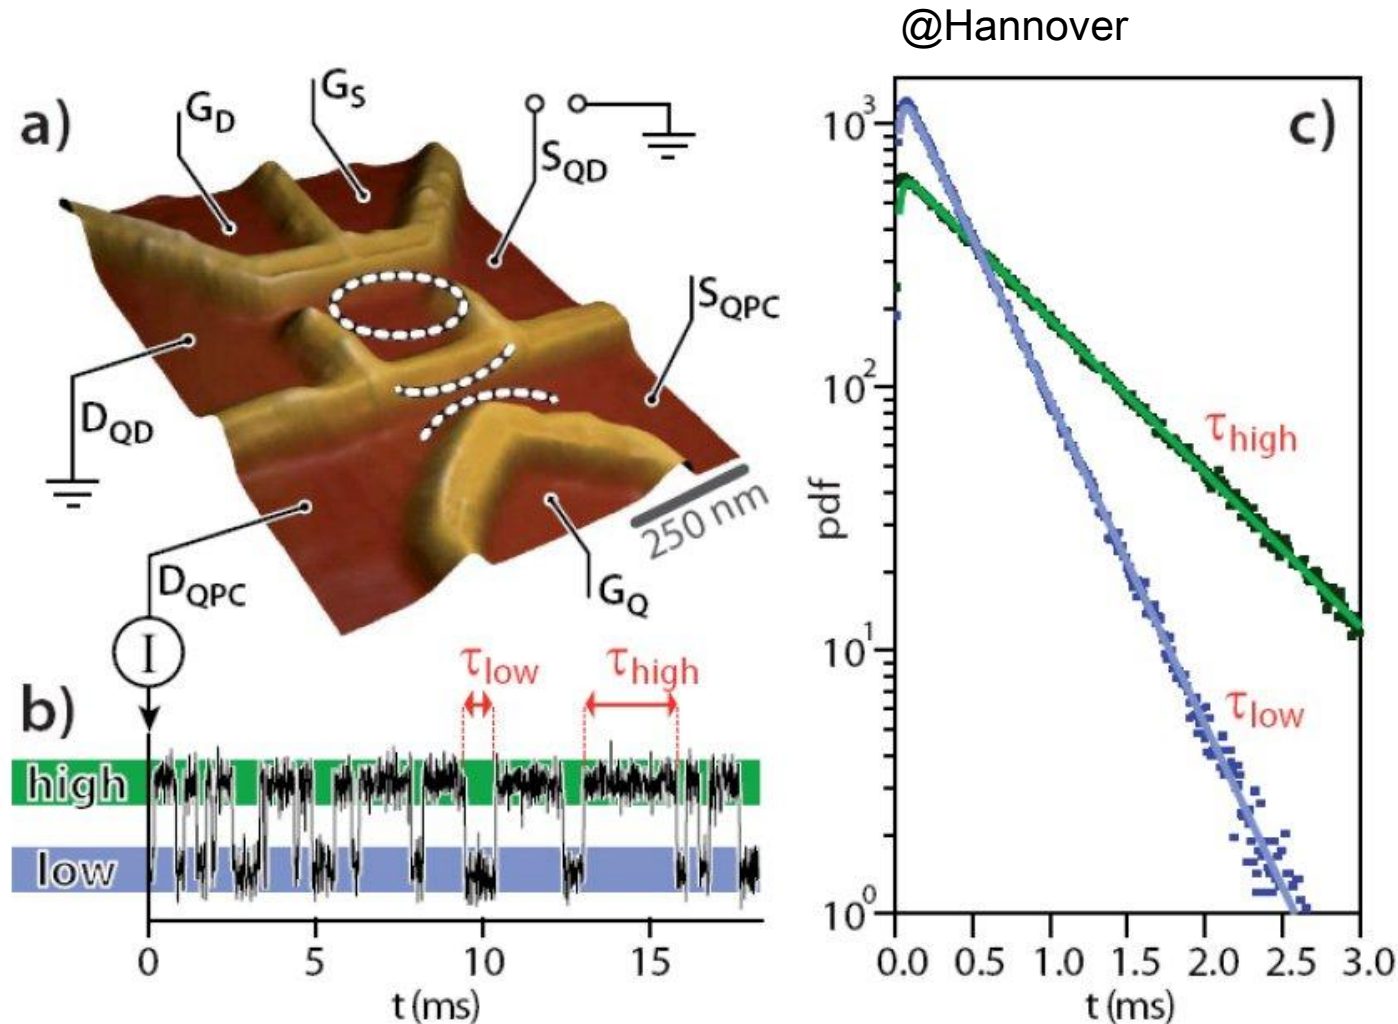 @Hannover
a)
G_D
G_S
S_QD
S_QPC
D_QD
250 nm
D_QPC
G_Q
I
b)
τ_low
τ_high
high
low
0 5 10 15
t (ms)
c)
10^3
10^2
10^1
10^0
pdf
τ_high
τ_low
0.0 0.5 1.0 1.5 2.0 2.5 3.0
t (ms)